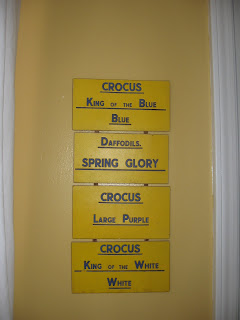 CROCUS
KING OF THE BLUE
BLUE
DAFFODILS.
SPRING GLORY
CROCUS
LARGE PURPLE
CROCUS
KING OF THE WHITE
WHITE